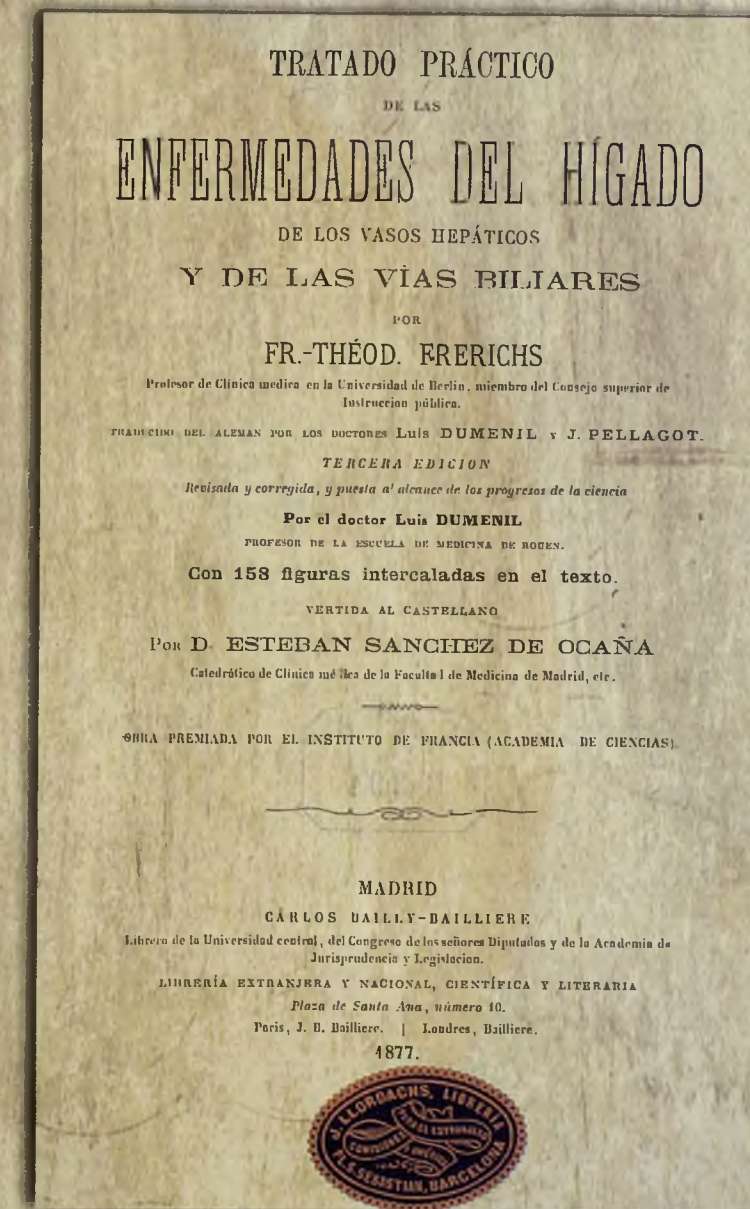 TRATADO PRÁCTICO
DE LAS
ENFERMEDADES DEL HÍGADO
DE LOS VASOS HEPÁTICOS
Y DE LAS VÍAS BILIARES
POR
FR.-THÉOD. FRERICHS
Profesor de Clínica medica en la Universidad de Berlin, miembro del Consejo superior de
Instruccion pública.
TRADUCIDO DEL ALEMAN POR LOS DOCTORES Luis DUMENIL Y J. PELLAGOT.
TERCERA EDICION
Revisada y corregida, y puesta al alcance de los progresos de la ciencia
Por el doctor Luis DUMENIL
PROFESOR DE LA ESCUELA DE MEDICINA DE ROUEN.
Con 158 figuras intercaladas en el texto.
VERTIDA AL CASTELLANO
POR D. ESTEBAN SANCHEZ DE OCAÑA
Catedrático de Clínica médica de la Facultad de Medicina de Madrid, etc.
OBRA PREMIADA POR EL INSTITUTO DE FRANCIA (ACADEMIA DE CIENCIAS)
MADRID
CARLOS BAILLY-BAILLIERE
Librero de la Universidad central, del Congreso de los señores Diputados y de la Academia de
Jurisprudencia y Legislacion.
LIBRERÍA EXTRANJERA Y NACIONAL, CIENTÍFICA Y LITERARIA
Plaza de Santa Ana, número 10.
Paris, J. B. Bailliere. | Londres, Bailliere.
1877.
J. LLORDACHS, LIBRERIA
PL. S. SEBASTIAN, BARCELONA